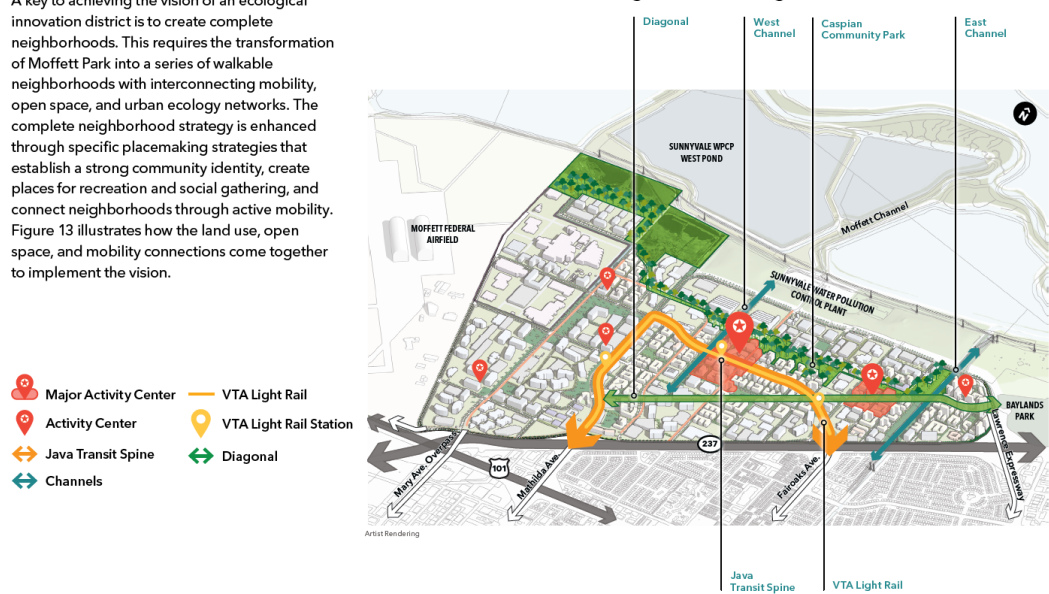 A key to achieving the vision of an ecological
innovation district is to create complete
neighborhoods. This requires the transformation
of Moffett Park into a series of walkable
neighborhoods with interconnecting mobility,
open space, and urban ecology networks. The
complete neighborhood strategy is enhanced
through specific placemaking strategies that
establish a strong community identity, create
places for recreation and social gathering, and
connect neighborhoods through active mobility.
Figure 13 illustrates how the land use, open
space, and mobility connections come together
to implement the vision.
Major Activity Center
Activity Center
Java Transit Spine
Channels
VTA Light Rail
VTA Light Rail Station
Diagonal
Diagonal
West
Channel
Caspian
Community Park
East
Channel
N
SUNNYVALE WPCP
WEST POND
MOFFETT FEDERAL
AIRFIELD
Moffett Channel
SUNNYVALE WATER POLLUTION
CONTROL PLANT
BAYLANDS
PARK
237
101
Mary Ave. Overpass
Mathilda Ave.
Fairoaks Ave.
Lawrence Expressway
Artist Rendering
Java
Transit Spine
VTA Light Rail